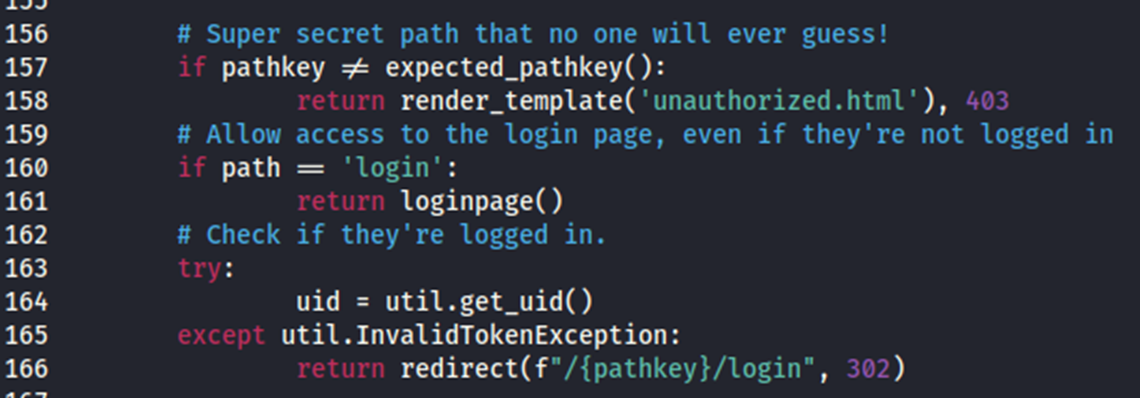 156 # Super secret path that no one will ever guess!
157 if pathkey ≠ expected_pathkey():
158 return render_template('unauthorized.html'), 403
159 # Allow access to the login page, even if they're not logged in
160 if path == 'login':
161 return loginpage()
162 # Check if they're logged in.
163 try:
164 uid = util.get_uid()
165 except util.InvalidTokenException:
166 return redirect(f"/{pathkey}/login", 302)